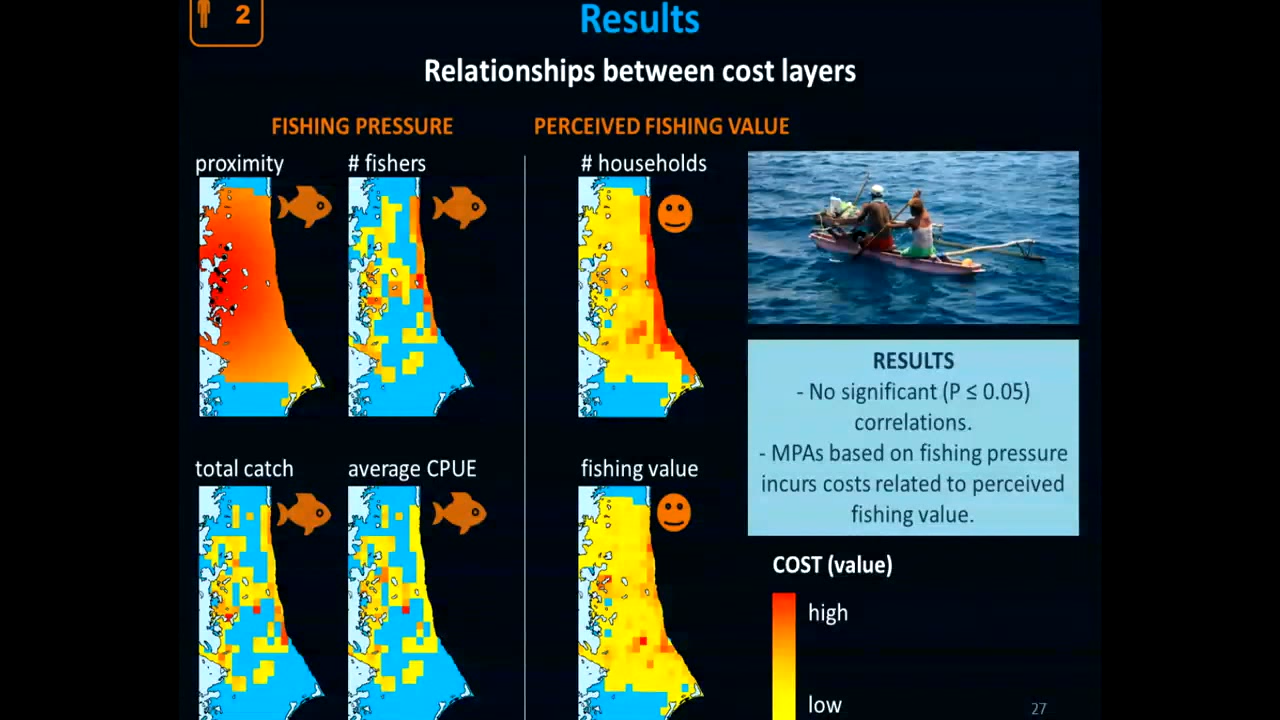 2
Results
Relationships between cost layers
FISHING PRESSURE
PERCEIVED FISHING VALUE
proximity
# fishers
# households
total catch
average CPUE
fishing value
RESULTS
- No significant (P ≤ 0.05)
correlations.
- MPAs based on fishing pressure
incurs costs related to perceived
fishing value.
COST (value)
high
low
27